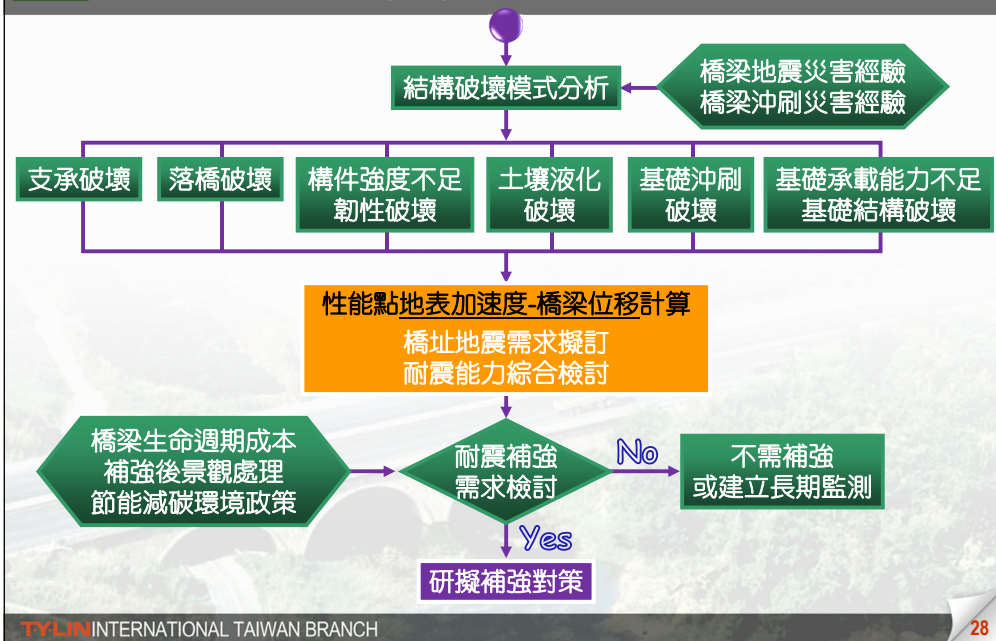 結構破壞模式分析
橋梁地震災害經驗
橋梁沖刷災害經驗
支承破壞
落橋破壞
構件強度不足
韌性破壞
土壤液化
破壞
基礎沖刷
破壞
基礎承載能力不足
基礎結構破壞
性能點地表加速度-橋梁位移計算
橋址地震需求擬訂
耐震能力綜合檢討
橋梁生命週期成本
補強後景觀處理
節能減碳環境政策
耐震補強
需求檢討
No
不需補強
或建立長期監測
Yes
研擬補強對策
TY·LIN INTERNATIONAL TAIWAN BRANCH
28